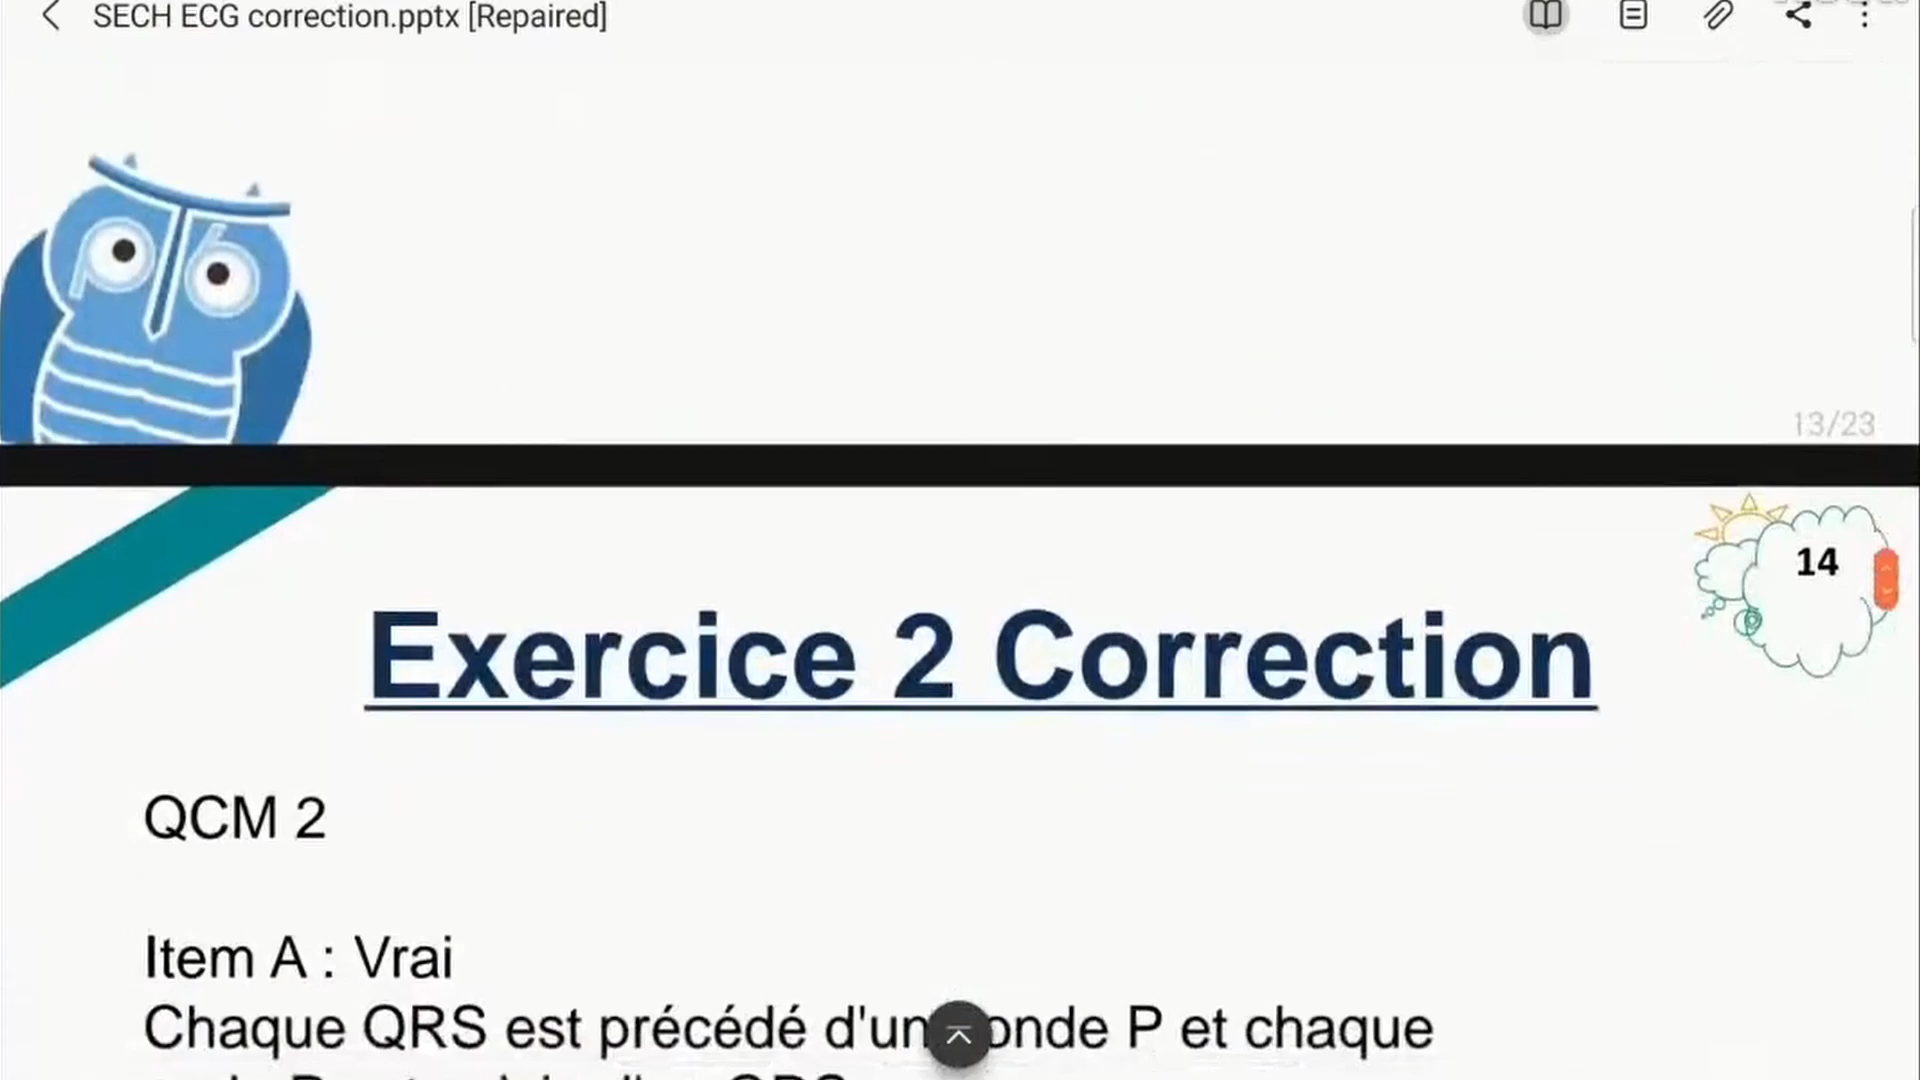 SECH ECG correction.pptx [Repaired]
13/23
14
Exercice 2 Correction
QCM 2
Item A : Vrai
Chaque QRS est précédé d'un onde P et chaque